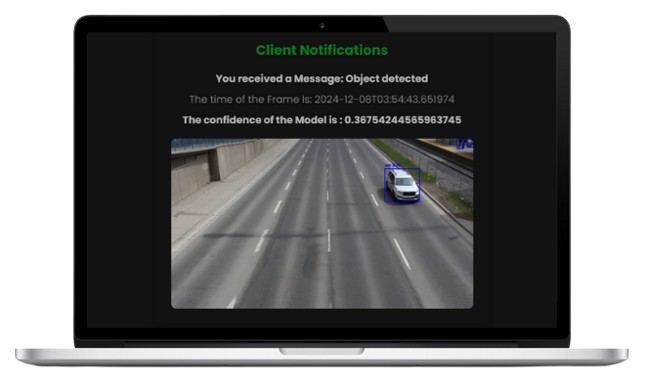 Client Notifications
You received a Message: Object detected
The time of the Frame Is: 2024-12-08T03:54:43.651974
The confidence of the Model is : 0.36754244565963745